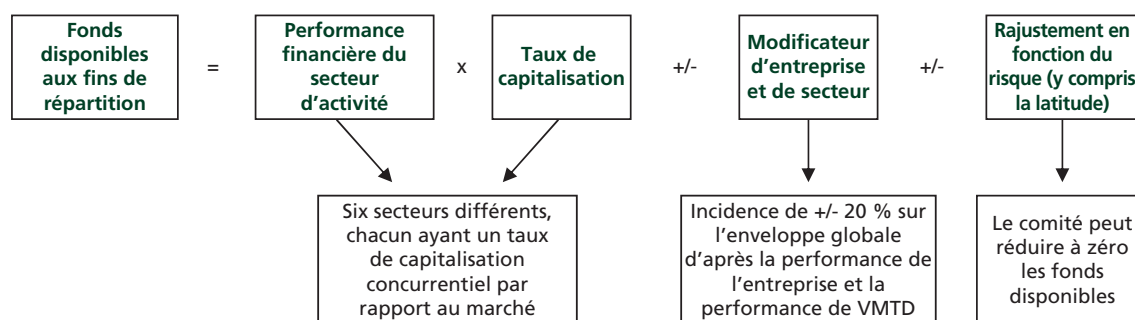 Fonds
disponibles
aux fins de
répartition
=
Performance
financière du
secteur
d'activité
x
Taux de
capitalisation
+/-
Modificateur
d'entreprise
et de secteur
+/-
Rajustement en
fonction du
risque (y compris
la latitude)
Six secteurs différents,
chacun ayant un taux
de capitalisation
concurrentiel par
rapport au marché
Incidence de +/- 20 % sur
l'enveloppe globale
d'après la performance de
l'entreprise et la
performance de VMTD
Le comité peut
réduire à zéro
les fonds
disponibles